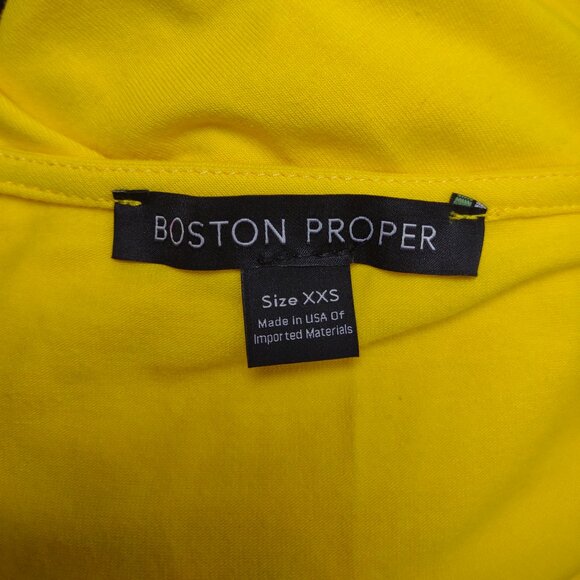 BOSTON PROPER
Size XXS
Made in USA Of
Imported Materials